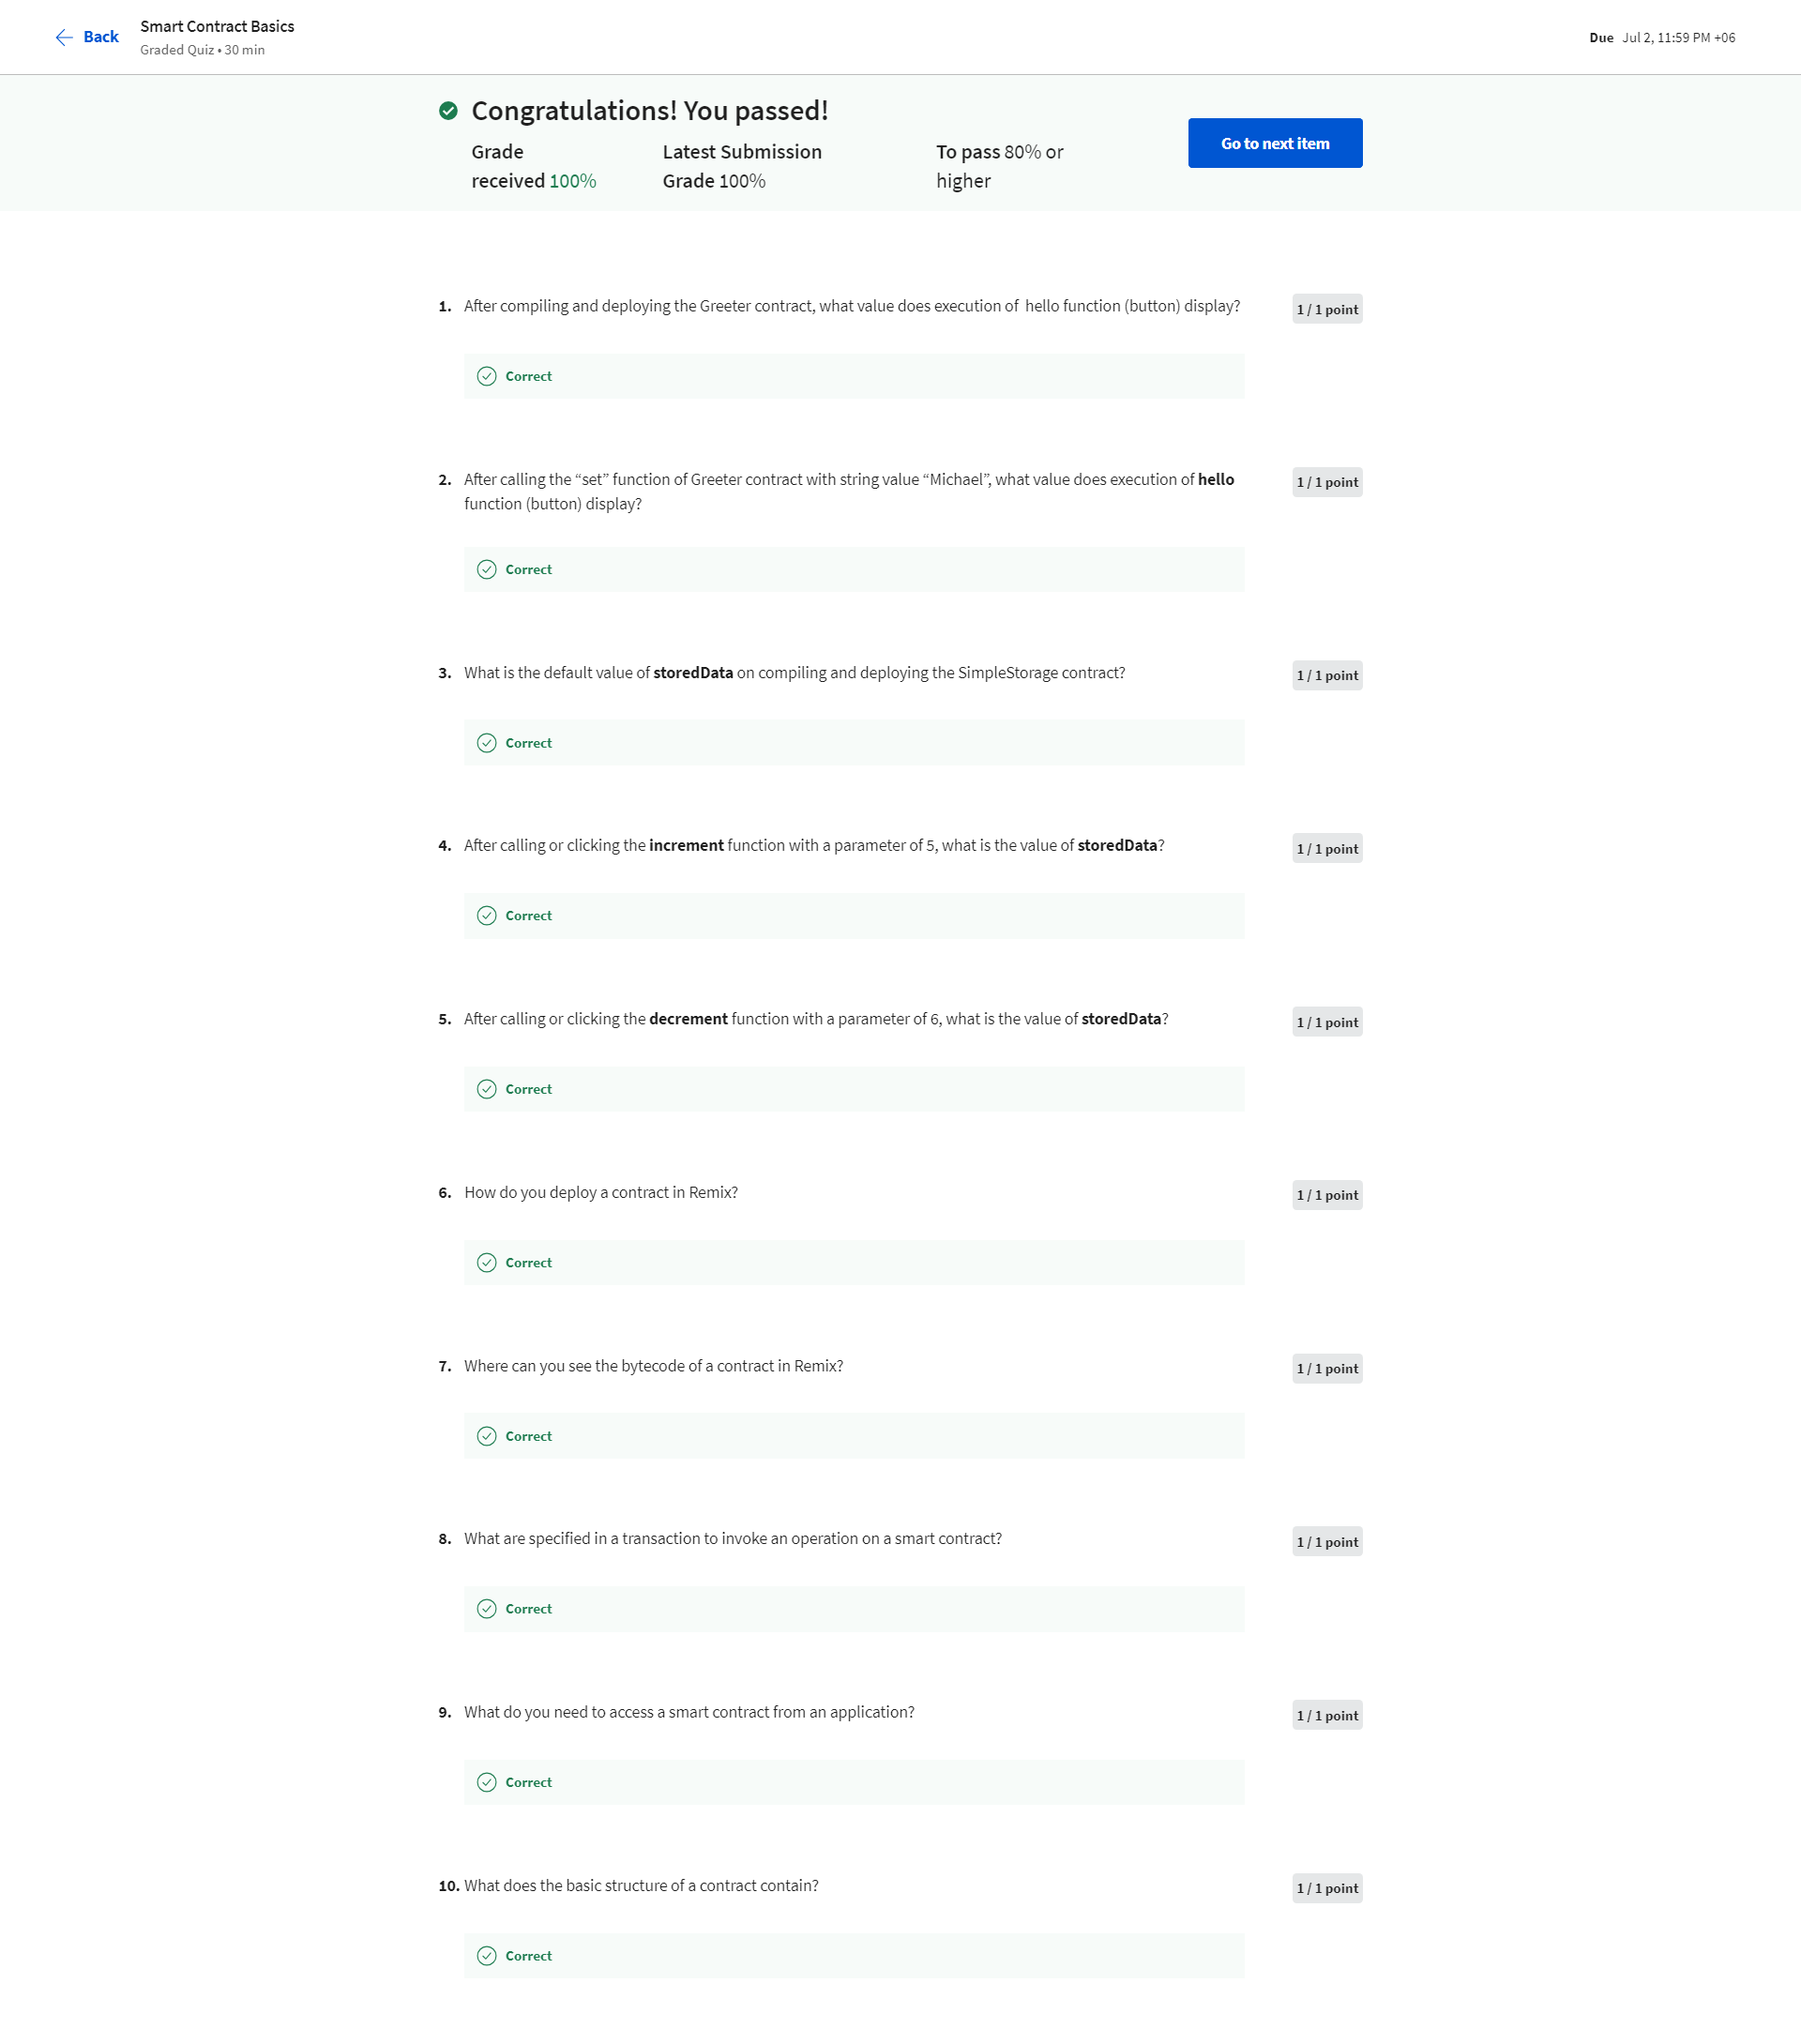 Back
Smart Contract Basics
Graded Quiz • 30 min
Due Jul 2, 11:59 PM +06
Congratulations! You passed!
Grade
received 100%
Latest Submission
Grade 100%
To pass 80% or
higher
Go to next item
1. After compiling and deploying the Greeter contract, what value does execution of hello function (button) display?
1 / 1 point
Correct
2. After calling the “set” function of Greeter contract with string value “Michael”, what value does execution of hello
function (button) display?
1 / 1 point
Correct
3. What is the default value of storedData on compiling and deploying the SimpleStorage contract?
1 / 1 point
Correct
4. After calling or clicking the increment function with a parameter of 5, what is the value of storedData?
1 / 1 point
Correct
5. After calling or clicking the decrement function with a parameter of 6, what is the value of storedData?
1 / 1 point
Correct
6. How do you deploy a contract in Remix?
1 / 1 point
Correct
7. Where can you see the bytecode of a contract in Remix?
1 / 1 point
Correct
8. What are specified in a transaction to invoke an operation on a smart contract?
1 / 1 point
Correct
9. What do you need to access a smart contract from an application?
1 / 1 point
Correct
10. What does the basic structure of a contract contain?
1 / 1 point
Correct